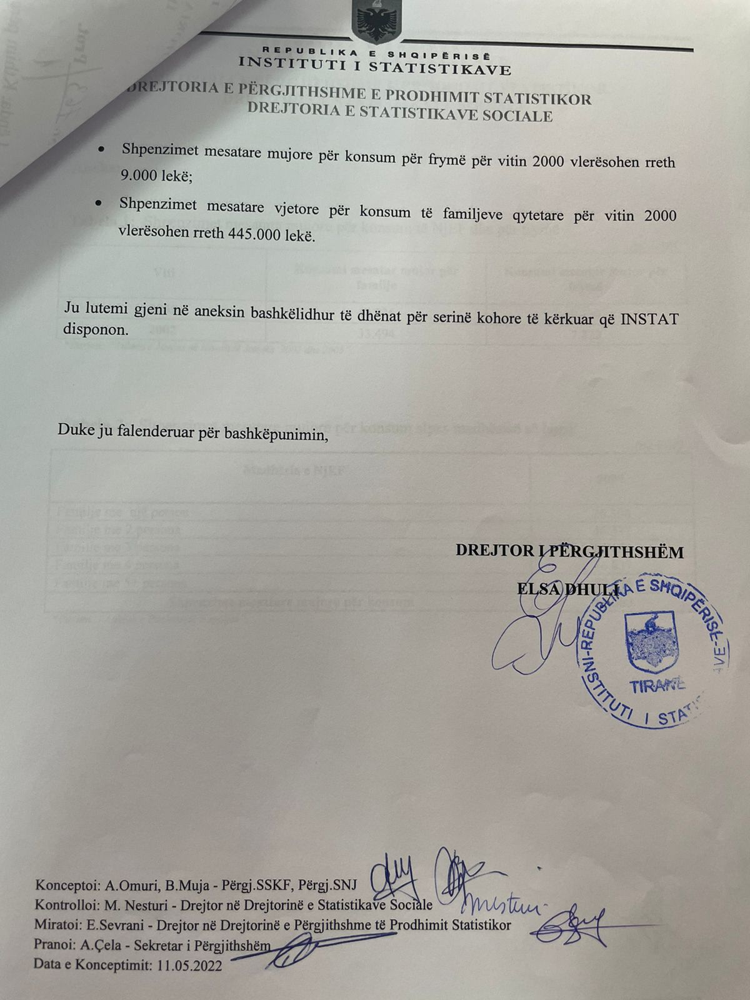 REPUBLIKA E SHQIPËRISË
INSTITUTI I STATISTIKAVE
DREJTORIA E PËRGJITHSHME E PRODHIMIT STATISTIKOR
DREJTORIA E STATISTIKAVE SOCIALE
• Shpenzimet mesatare mujore për konsum për frymë për vitin 2000 vlerësohen rreth
9.000 lekë;
• Shpenzimet mesatare vjetore për konsum të familjeve qytetare për vitin 2000
vlerësohen rreth 445.000 lekë.
Ju lutemi gjeni në aneksin bashkëlidhur të dhënat për serinë kohore të kërkuar që INSTAT
disponon.
Duke ju falenderuar për bashkëpunimin,
DREJTOR I PËRGJITHSHËM
ELSA DHULI
REPUBLIKA E SHQIPËRISË
INSTITUTI I
TIRANË
Konceptoi: A.Omuri, B.Muja - Përgj.SSKF, Përgj.SNJ
Kontrolloi: M. Nesturi - Drejtor në Drejtorinë e Statistikave Sociale
Miratoi: E.Sevrani - Drejtor në Drejtorinë e Përgjithshme të Prodhimit Statistikor
Pranoi: A.Çela - Sekretar i Përgjithshëm
Data e Konceptimit: 11.05.2022